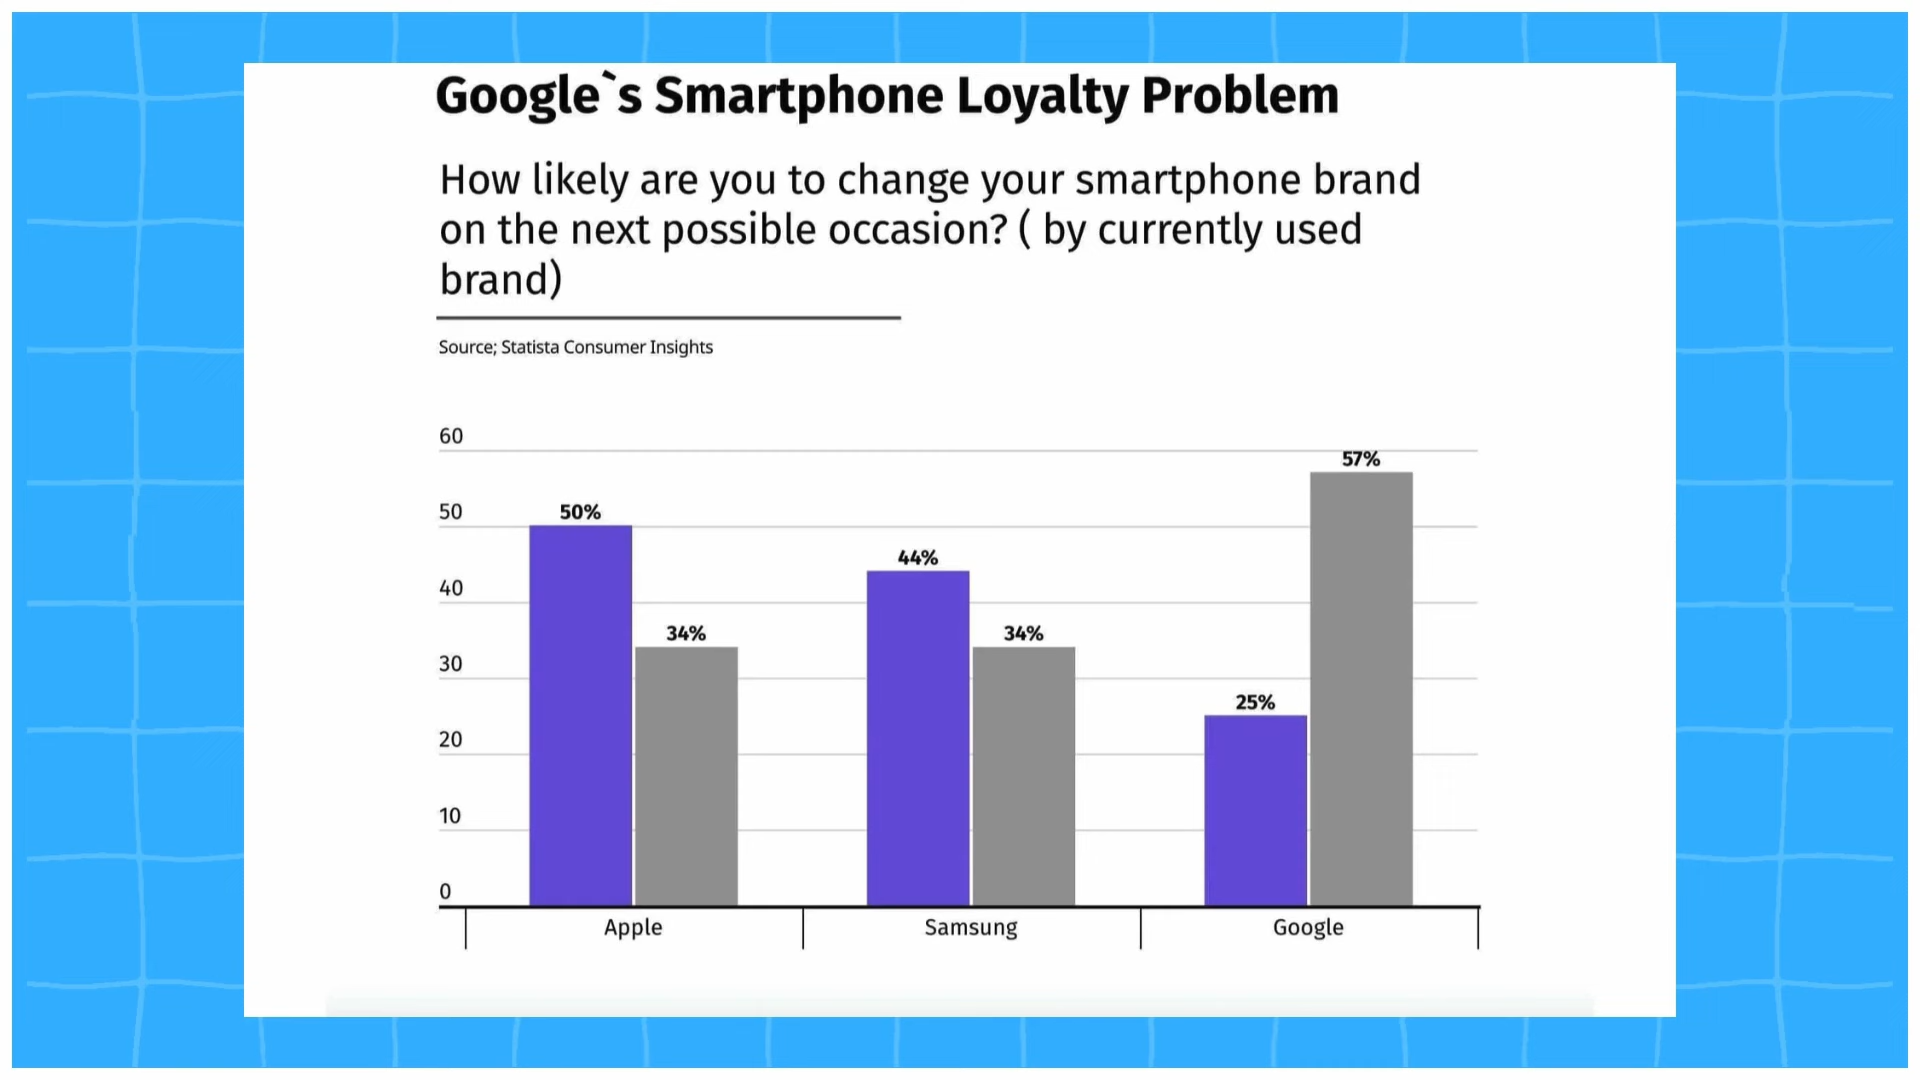 Google`s Smartphone Loyalty Problem
How likely are you to change your smartphone brand
on the next possible occasion? ( by currently used
brand)
Source; Statista Consumer Insights
60
50
40
30
20
10
0
50%
34%
44%
34%
25%
57%
Apple
Samsung
Google